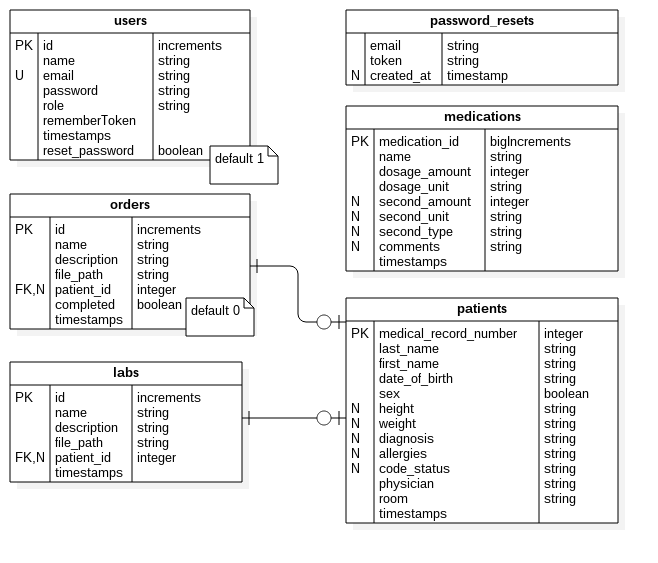 users
PK id increments
name string
U email string
password string
role string
rememberToken
timestamps
reset_password boolean
default 1
orders
PK id increments
name string
description string
file_path string
FK,N patient_id integer
completed boolean
timestamps
default 0
labs
PK id increments
name string
description string
file_path string
FK,N patient_id integer
timestamps
password_resets
email string
token string
N created_at timestamp
medications
PK medication_id bigIncrements
name string
dosage_amount integer
dosage_unit string
N second_amount integer
N second_unit string
N second_type string
N comments string
timestamps
patients
PK medical_record_number integer
last_name string
first_name string
date_of_birth string
sex boolean
N height string
N weight string
N diagnosis string
N allergies string
N code_status string
physician string
room string
timestamps